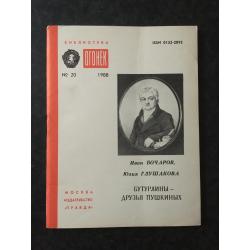 БИБЛИОТЕКА
ISSN 0132-2095
ОГОНЁК
№ 20 1988
Иван БОЧАРОВ,
Юлия ГЛУШАКОВА
БУТУРЛИНЫ —
ДРУЗЬЯ ПУШКИНЫХ
МОСКВА
ИЗДАТЕЛЬСТВО
«ПРАВДА»